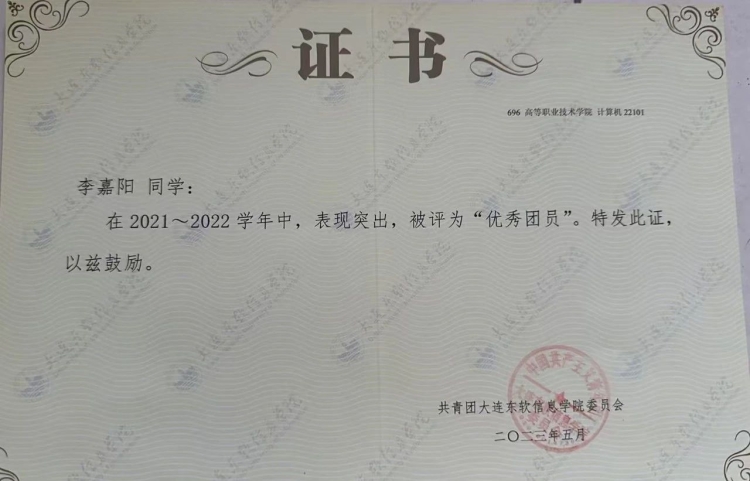 证书
696 高等职业技术学院 计算机 22101
李嘉阳 同学：
在 2021～2022 学年中，表现突出，被评为“优秀团员”。特发此证，
以兹鼓励。
共青团大连东软信息学院委员会
二〇二三年五月